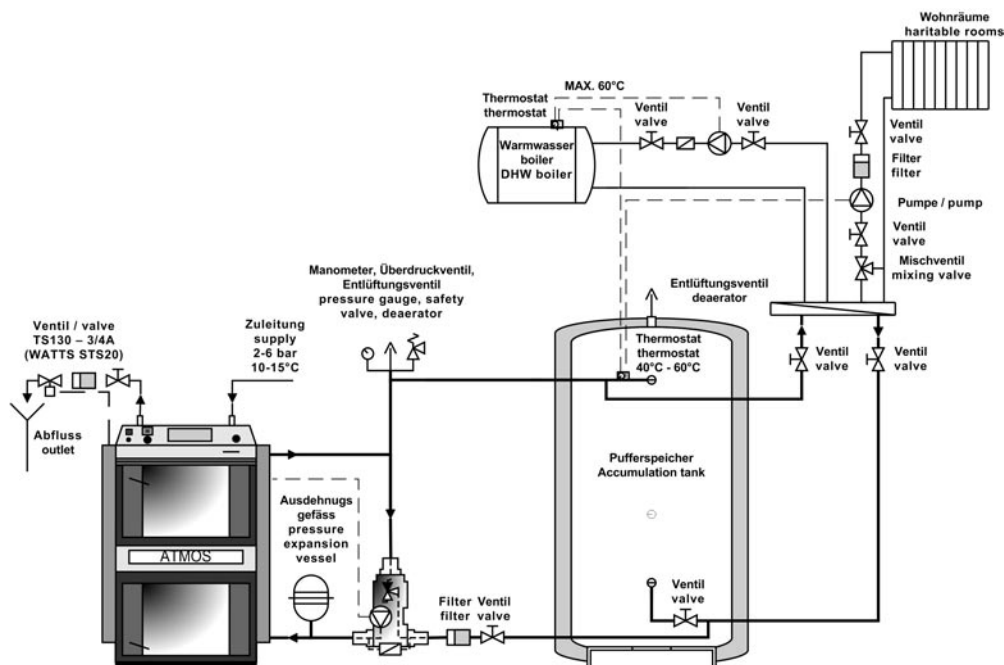 Wohnräume
haritable rooms
MAX. 60°C
Thermostat
thermostat
Ventil
valve
Ventil
valve
Warmwasser
boiler
DHW boiler
Ventil
valve
Filter
filter
Pumpe / pump
Ventil
valve
Mischventil
mixing valve
Manometer, Überdruckventil,
Entlüftungsventil
pressure gauge, safety
valve, deaerator
Entlüftungsventil
deaerator
Ventil / valve
TS130 – 3/4A
(WATTS STS20)
Zuleitung
supply
2-6 bar
10-15°C
Thermostat
thermostat
40°C - 60°C
Ventil
valve
Ventil
valve
Abfluss
outlet
Pufferspeicher
Accumulation tank
Ausdehnugs
gefäss
pressure
expansion
vessel
ATMOS
Filter
filter
Ventil
valve
Ventil
valve